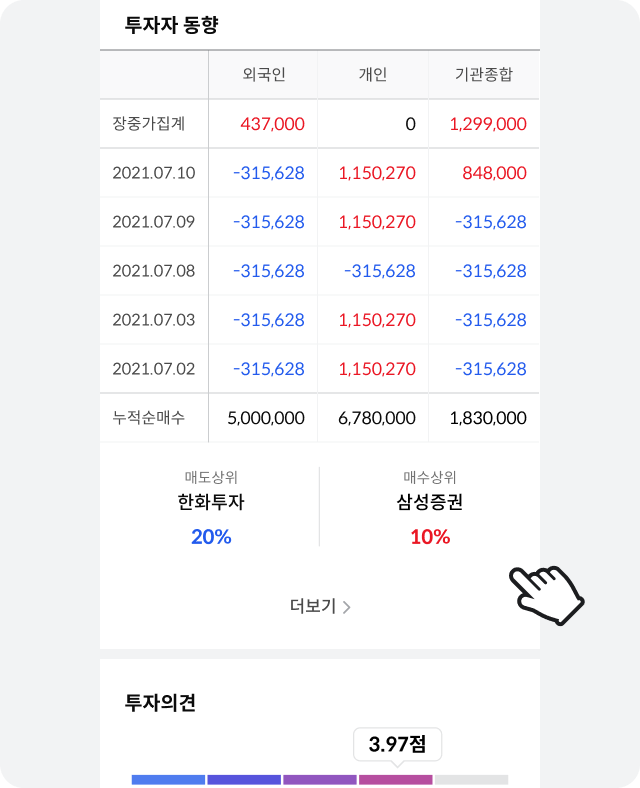 투자자 동향
외국인 개인 기관종합
장중가집계 437,000 0 1,299,000
2021.07.10 -315,628 1,150,270 848,000
2021.07.09 -315,628 1,150,270 -315,628
2021.07.08 -315,628 -315,628 -315,628
2021.07.03 -315,628 1,150,270 -315,628
2021.07.02 -315,628 1,150,270 -315,628
누적순매수 5,000,000 6,780,000 1,830,000
매도상위 매수상위
한화투자 삼성증권
20% 10%
더보기 >
투자의견
3.97점